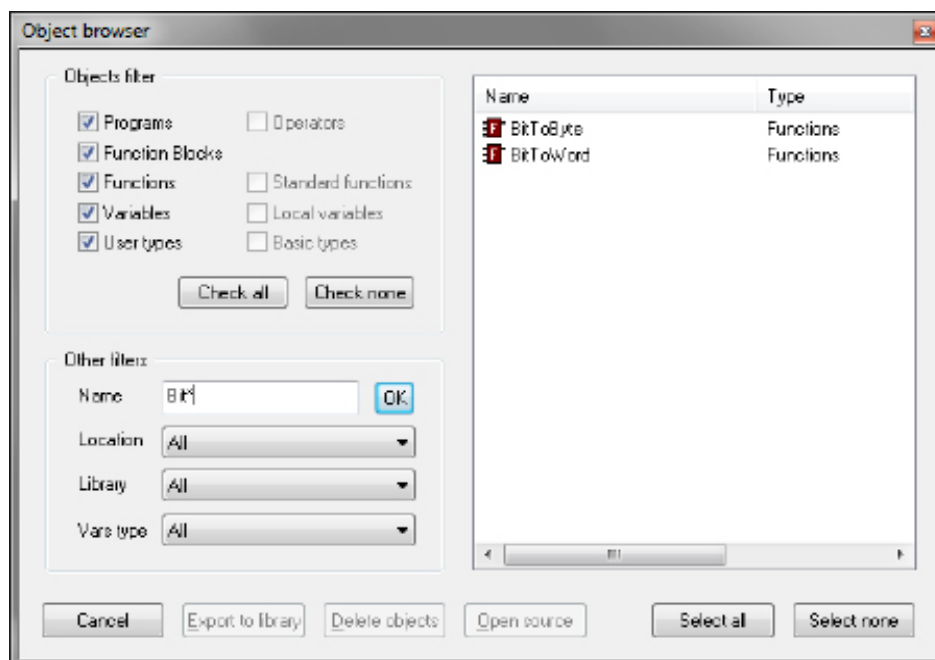 Object browser
Objects filter
Programs
Operators
Function Blocks
Functions
Standard functions
Variables
Local variables
User types
Basic types
Check all
Check none
Other filters
Name
Bit*
OK
Location
All
Library
All
Vars type
All
Name
Type
BitToByte
Functions
BitToWord
Functions
Cancel
Export to library
Delete objects
Open source
Select all
Select none